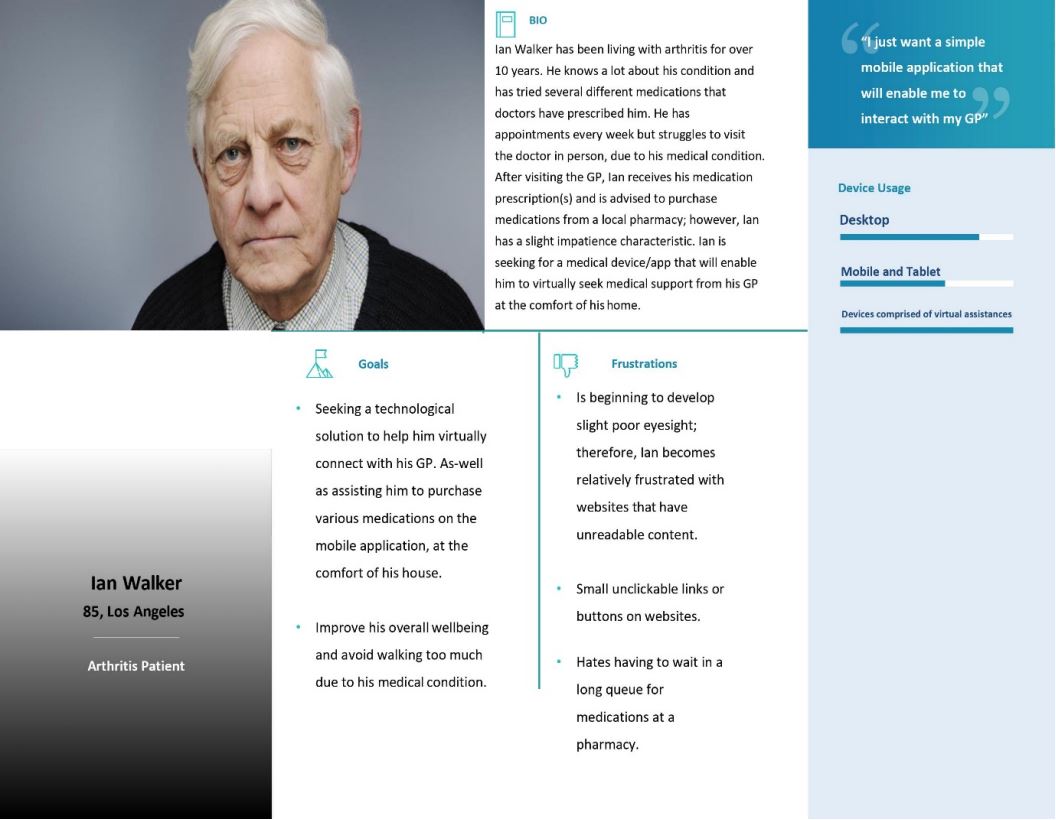 BIO
Ian Walker has been living with arthritis for over
10 years. He knows a lot about his condition and
has tried several different medications that
doctors have prescribed him. He has
appointments every week but struggles to visit
the doctor in person, due to his medical condition.
After visiting the GP, Ian receives his medication
prescription(s) and is advised to purchase
medications from a local pharmacy; however, Ian
has a slight impatience characteristic. Ian is
seeking for a medical device/app that will enable
him to virtually seek medical support from his GP
at the comfort of his home.
“I just want a simple
mobile application that
will enable me to
interact with my GP”
Device Usage
Desktop
Mobile and Tablet
Devices comprised of virtual assistances
Goals
• Seeking a technological
solution to help him virtually
connect with his GP. As-well
as assisting him to purchase
various medications on the
mobile application, at the
comfort of his house.
• Improve his overall wellbeing
and avoid walking too much
due to his medical condition.
Frustrations
• Is beginning to develop
slight poor eyesight;
therefore, Ian becomes
relatively frustrated with
websites that have
unreadable content.
• Small unclickable links or
buttons on websites.
• Hates having to wait in a
long queue for
medications at a
pharmacy.
Ian Walker
85, Los Angeles
Arthritis Patient